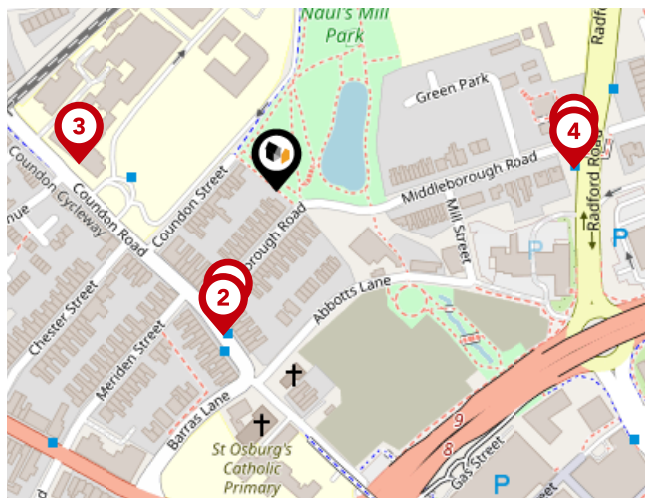 Naul's Mill
Park
Radf
Green Park
3
4
Coundon Street
Middleborough Road
Radford Road
Coundon Road
Coundon Cycleway
nue
borough Road
Mill Street
P
P
2
Abbotts Lane
Chester Street
Meriden Street
Barras Lane
9
8
St Osburg's
Catholic
Primary
Gas Street
P
d